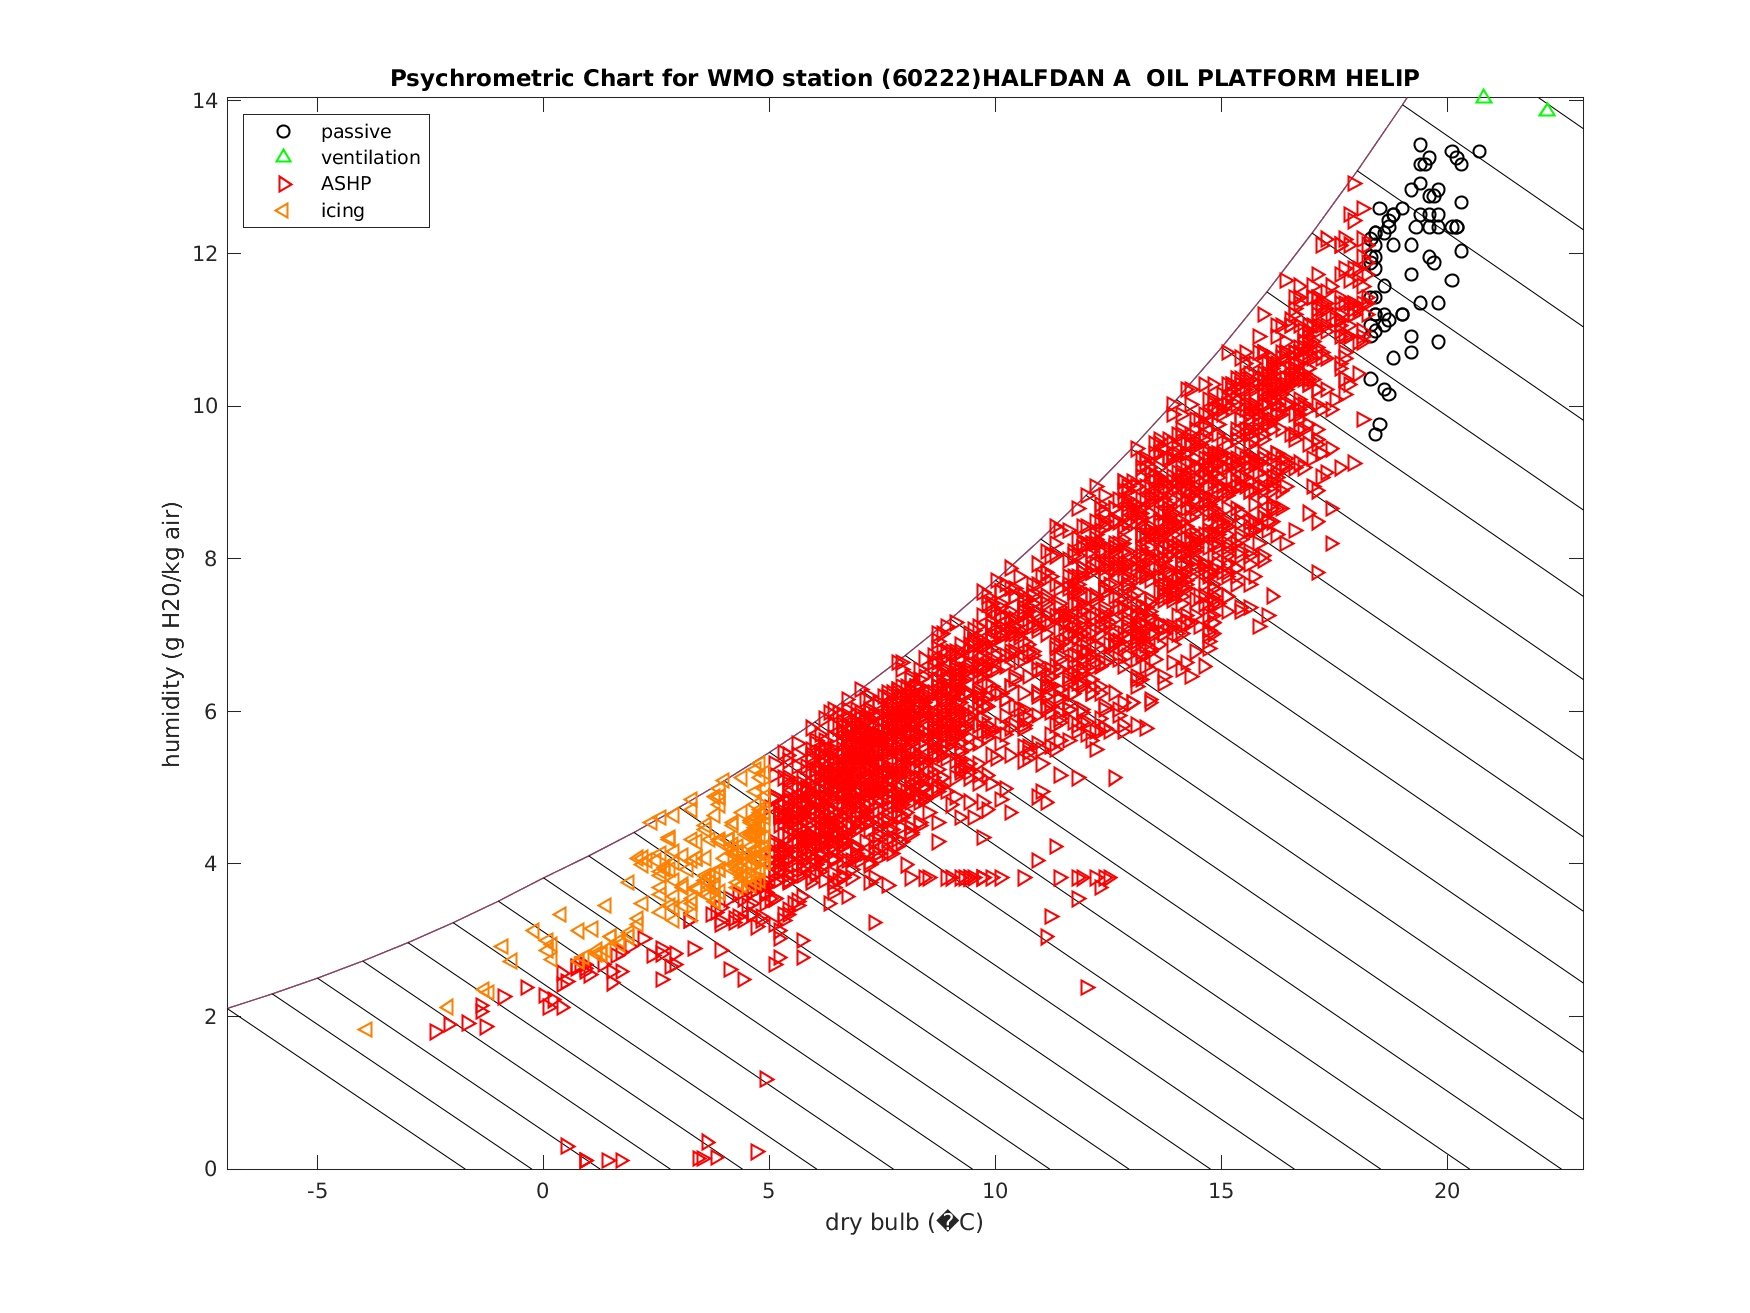 Psychrometric Chart for WMO station (60222)HALFDAN A  OIL PLATFORM HELIP
14
12
10
8
6
4
2
0
humidity (g H20/kg air)
passive
ventilation
ASHP
icing
-5 0 5 10 15 20
dry bulb (�C)